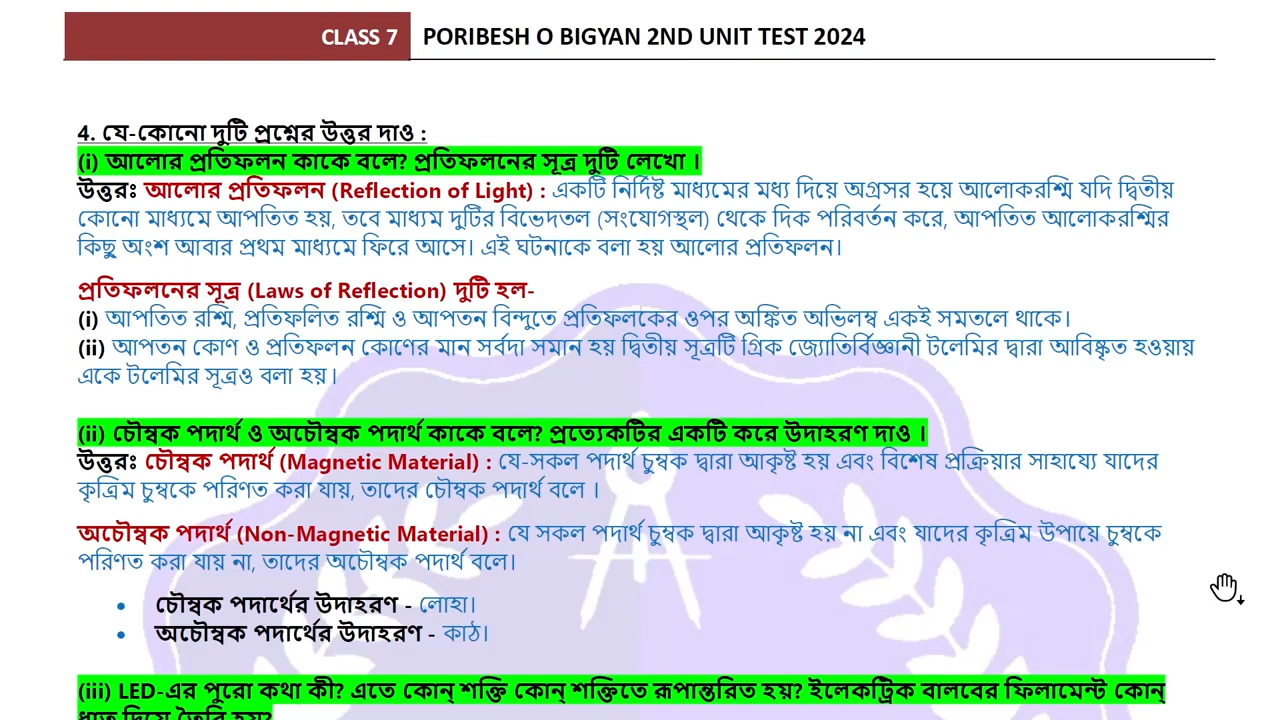 CLASS 7 PORIBESH O BIGYAN 2ND UNIT TEST 2024
4. যে-কোনো দুটি প্রশ্নের উত্তর দাও :
(i) আলোর প্রতিফলন কাকে বলে? প্রতিফলনের সূত্র দুটি লেখো ।
উত্তরঃ আলোর প্রতিফলন (Reflection of Light) : একটি নির্দিষ্ট মাধ্যমের মধ্য দিয়ে অগ্রসর হয়ে আলোকরশ্মি যদি দ্বিতীয়
কোনো মাধ্যমে আপতিত হয়, তবে মাধ্যম দুটির বিভেদতল (সংযোগস্থল) থেকে দিক পরিবর্তন করে, আপতিত আলোকরশ্মির
কিছু অংশ আবার প্রথম মাধ্যমে ফিরে আসে। এই ঘটনাকে বলা হয় আলোর প্রতিফলন।
প্রতিফলনের সূত্র (Laws of Reflection) দুটি হল-
(i) আপতিত রশ্মি, প্রতিফলিত রশ্মি ও আপতন বিন্দুতে প্রতিফলকের ওপর অঙ্কিত অভিলম্ব একই সমতলে থাকে।
(ii) আপতন কোণ ও প্রতিফলন কোণের মান সর্বদা সমান হয় দ্বিতীয় সূত্রটি গ্রিক জ্যোতির্বিজ্ঞানী টলেমির দ্বারা আবিষ্কৃত হওয়ায়
একে টলেমির সূত্রও বলা হয়।
(ii) চৌম্বক পদার্থ ও অচৌম্বক পদার্থ কাকে বলে? প্রত্যেকটির একটি করে উদাহরণ দাও ।
উত্তরঃ চৌম্বক পদার্থ (Magnetic Material) : যে-সকল পদার্থ চুম্বক দ্বারা আকৃষ্ট হয় এবং বিশেষ প্রক্রিয়ার সাহায্যে যাদের
কৃত্রিম চুম্বকে পরিণত করা যায়, তাদের চৌম্বক পদার্থ বলে ।
অচৌম্বক পদার্থ (Non-Magnetic Material) : যে সকল পদার্থ চুম্বক দ্বারা আকৃষ্ট হয় না এবং যাদের কৃত্রিম উপায়ে চুম্বকে
পরিণত করা যায় না, তাদের অচৌম্বক পদার্থ বলে।
• চৌম্বক পদার্থের উদাহরণ - লোহা।
• অচৌম্বক পদার্থের উদাহরণ - কাঠ।
(iii) LED-এর পুরো কথা কী? এতে কোন্ শক্তি কোন্ শক্তিতে রূপান্তরিত হয়? ইলেকট্রিক বালবের ফিলামেন্ট কোন্
ধাতু দিয়ে তৈরি হয়?